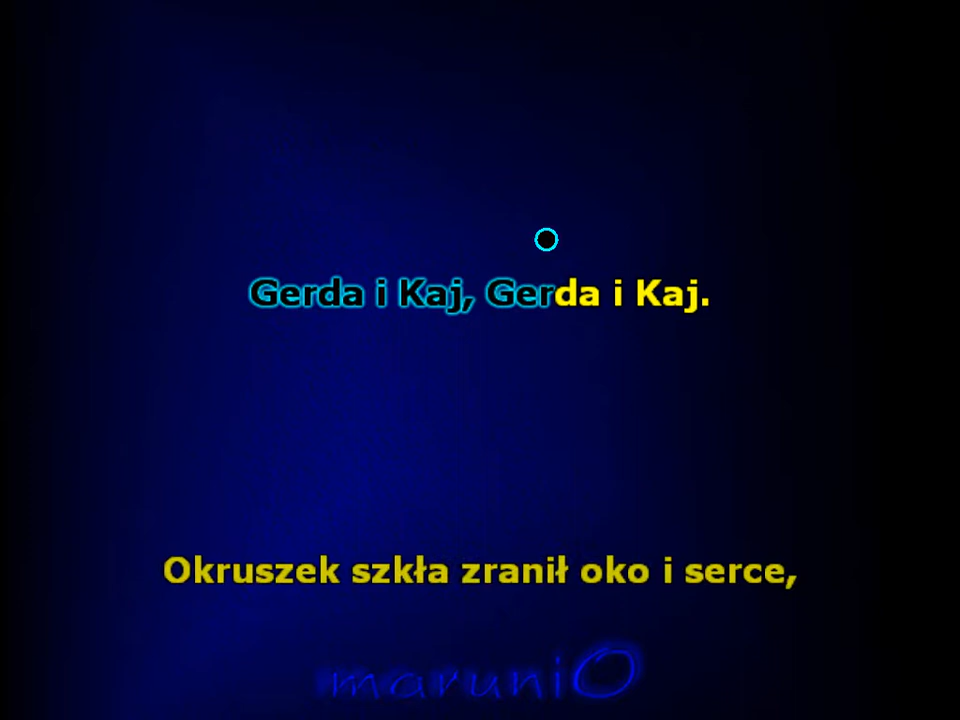 Gerda i Kaj, Gerda i Kaj.
Okruszek szkła zranił oko i serce,
maruniO